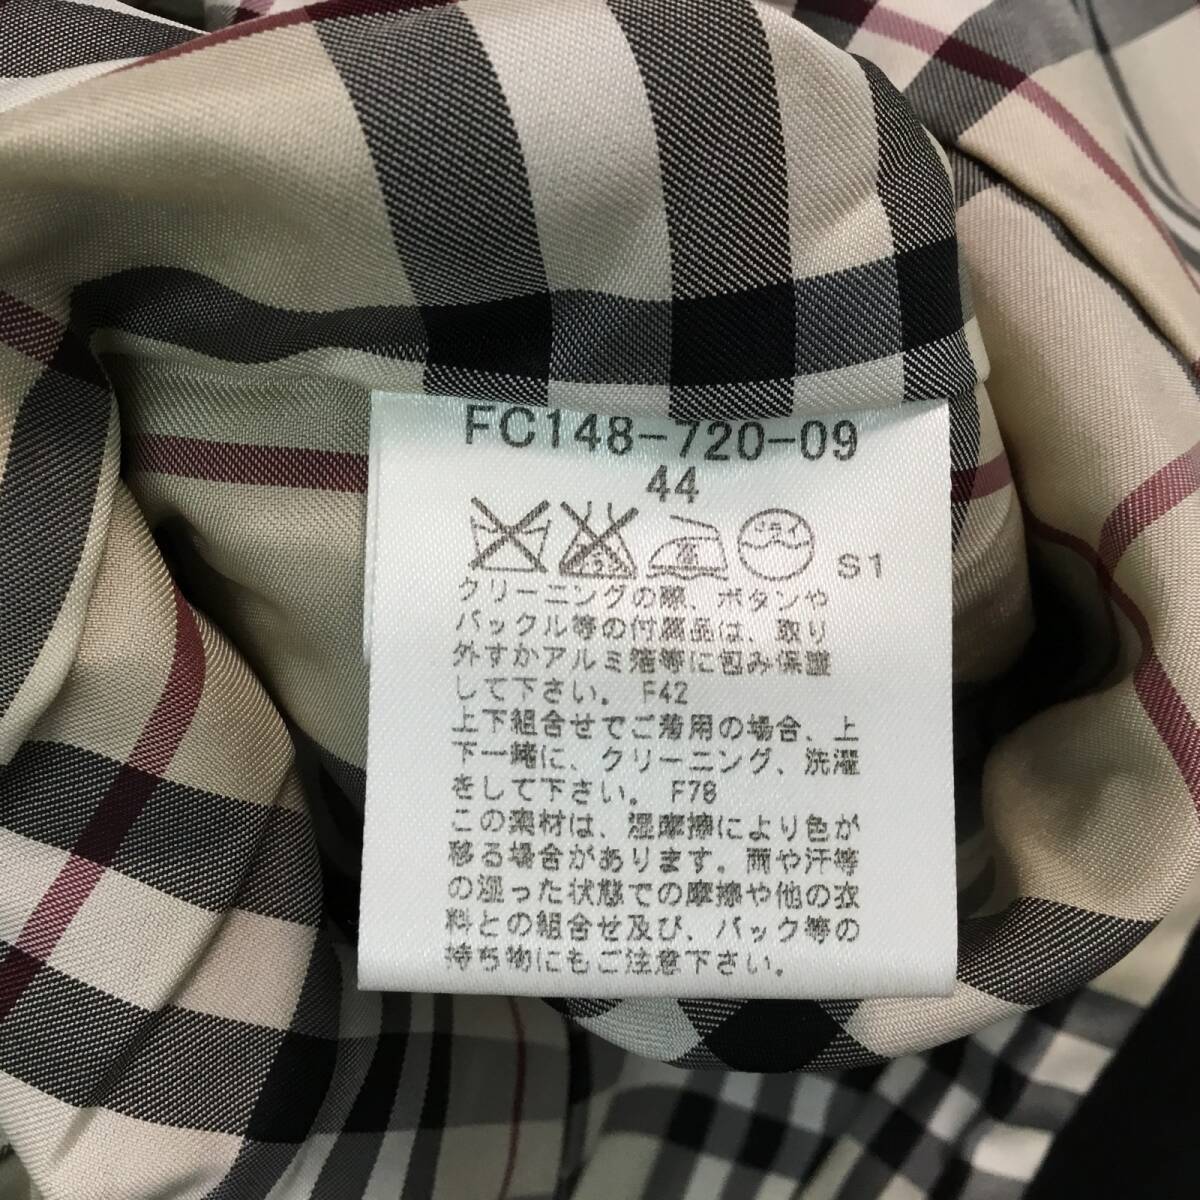 FC148-720-09
44
ドライ
S1
クリーニングの際、ボタンや
バックル等の付属品は、取り
外すかアルミ箔等に包み保護
して下さい。 F42
上下組合せでご着用の場合、上
下一緒に、クリーニング、洗濯
をして下さい。 F78
この素材は、湿摩擦により色が
移る場合があります。雨や汗等
の湿った状態での摩擦や他の衣
料との組合せ及び、バック等の
持ち物にもご注意下さい。